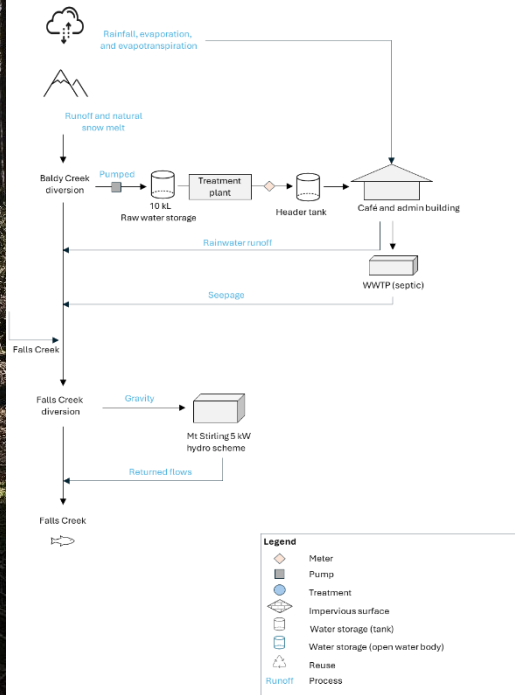 Rainfall, evaporation,
and evapotranspiration
Runoff and natural
snow melt
Baldy Creek
diversion
Pumped
10 kL
Raw water storage
Treatment
plant
Header tank
Café and admin building
Rainwater runoff
WWTP (septic)
Seepage
Falls Creek
Falls Creek
diversion
Gravity
Mt Stirling 5 kW
hydro scheme
Returned flows
Falls Creek
Legend
Meter
Pump
Treatment
Impervious surface
Water storage (tank)
Water storage (open water body)
Reuse
Runoff Process